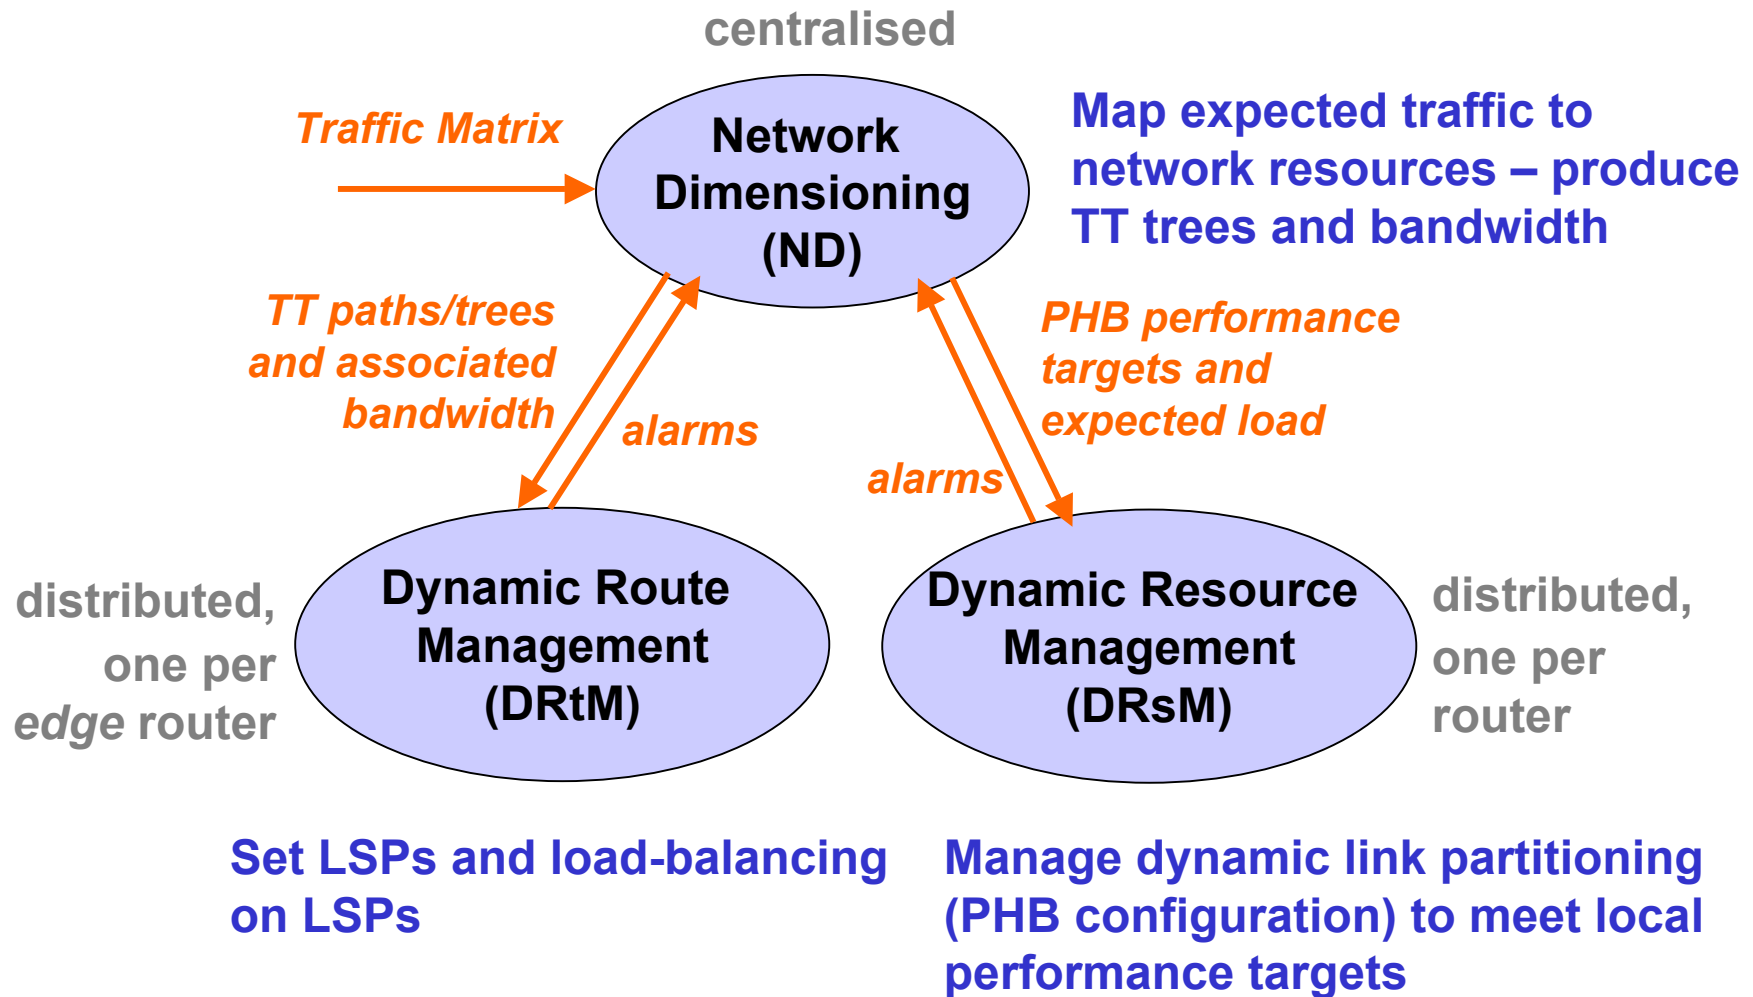 centralised
Traffic Matrix
Network
Dimensioning
(ND)
Map expected traffic to
network resources – produce
TT trees and bandwidth
TT paths/trees
and associated
bandwidth
alarms
PHB performance
targets and
expected load
alarms
distributed,
one per
edge router
Dynamic Route
Management
(DRtM)
Dynamic Resource
Management
(DRsM)
distributed,
one per
router
Set LSPs and load-balancing
on LSPs
Manage dynamic link partitioning
(PHB configuration) to meet local
performance targets